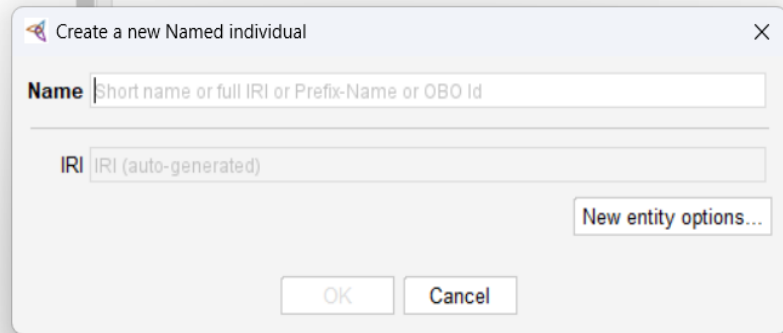 Create a new Named individual
Name Short name or full IRI or Prefix-Name or OBO Id
IRI IRI (auto-generated)
New entity options...
OK Cancel